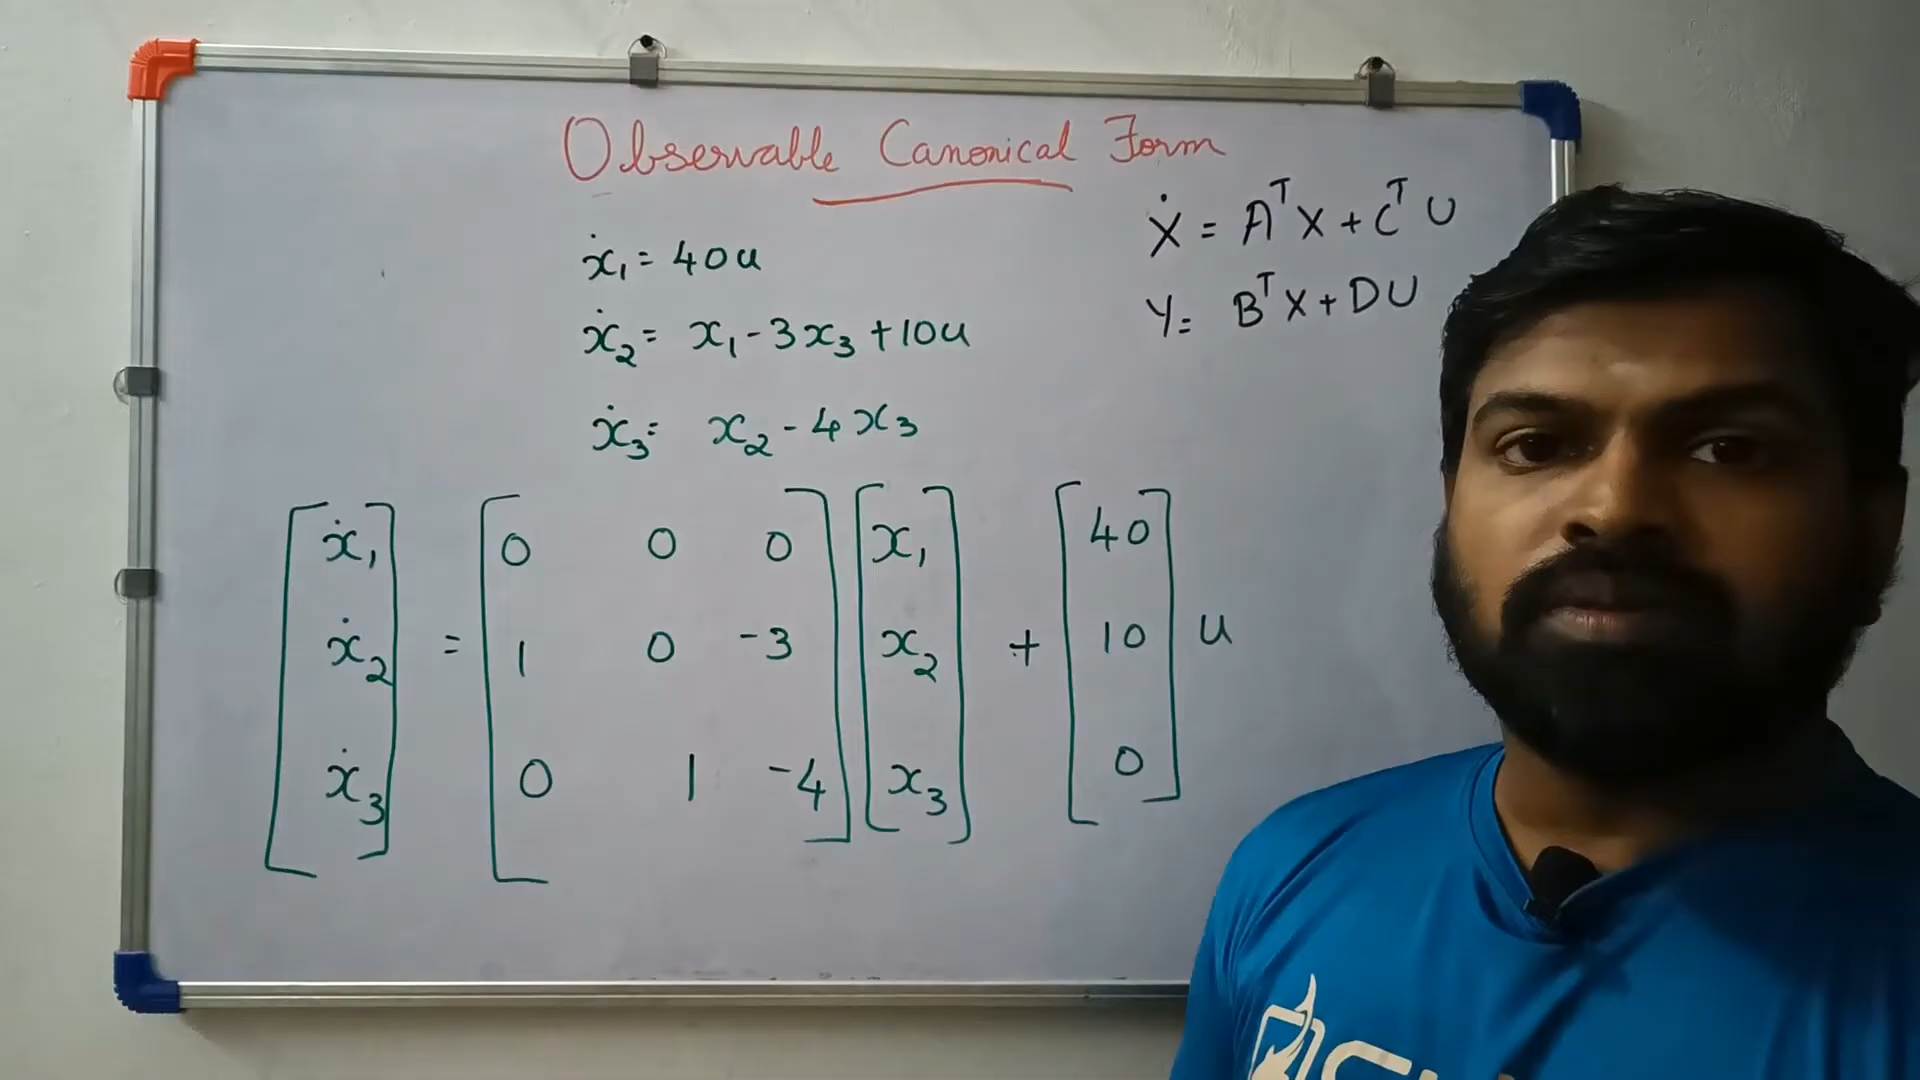 Observable Canonical Form
ẋ₁ = 40u
ẋ₂ = x₁ - 3x₃ + 10u
ẋ₃ = x₂ - 4x₃
Ẋ = AᵀX + CᵀU
Y = BᵀX + DU
[ẋ₁] [0 0 0] [x₁] [40]
[ẋ₂] = [1 0 -3] [x₂] + [10] u
[ẋ₃] [0 1 -4] [x₃] [0]